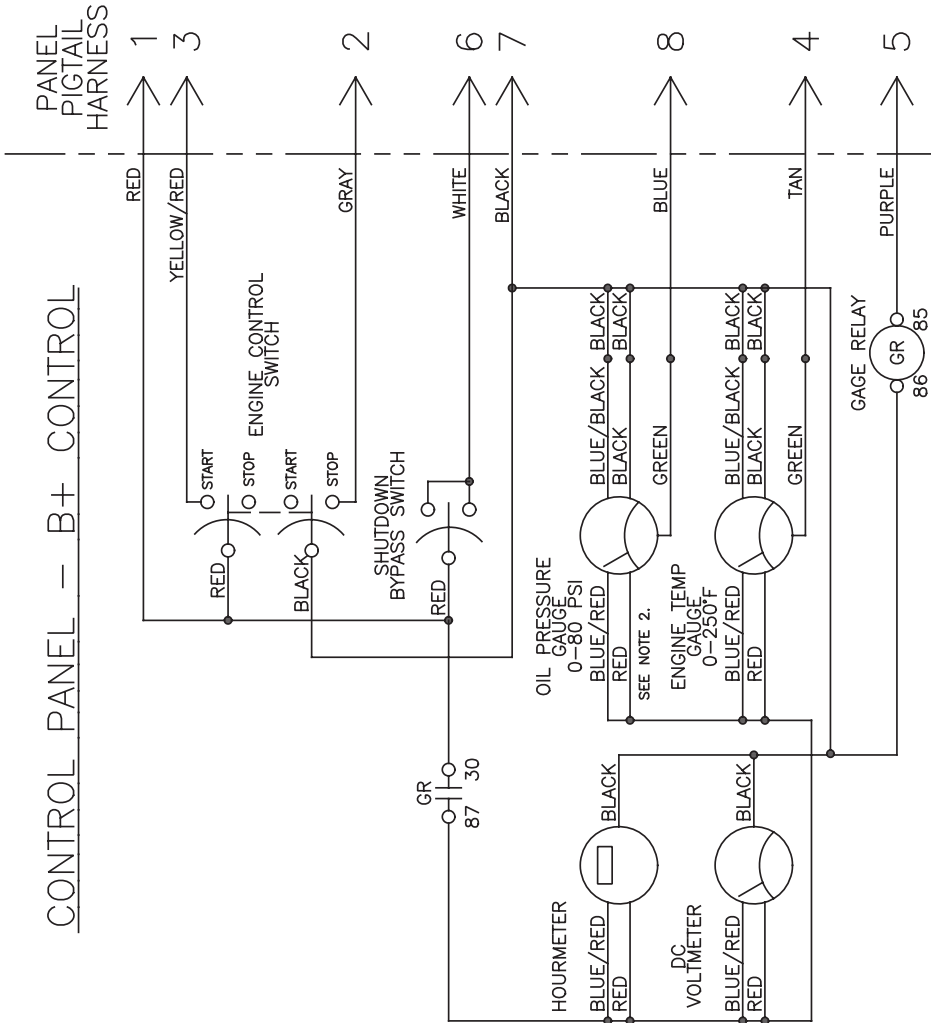 CONTROL PANEL – B+ CONTROL
PANEL
PIGTAIL
HARNESS
1
3
2
6
7
8
4
5
RED
YELLOW/RED
GRAY
WHITE
BLACK
BLUE
TAN
PURPLE
START
STOP
START
STOP
ENGINE CONTROL
SWITCH
RED
BLACK
SHUTDOWN
BYPASS SWITCH
RED
GR
87
30
OIL PRESSURE
GAUGE
0–80 PSI
BLUE/RED
RED
SEE NOTE 2.
BLUE/BLACK
BLACK
BLACK
BLACK
GREEN
ENGINE TEMP
GAUGE
0–250°F
BLUE/RED
RED
BLUE/BLACK
BLACK
BLACK
BLACK
GREEN
GAGE RELAY
GR
86
85
HOURMETER
BLUE/RED
RED
BLACK
DC
VOLTMETER
BLUE/RED
RED
BLACK